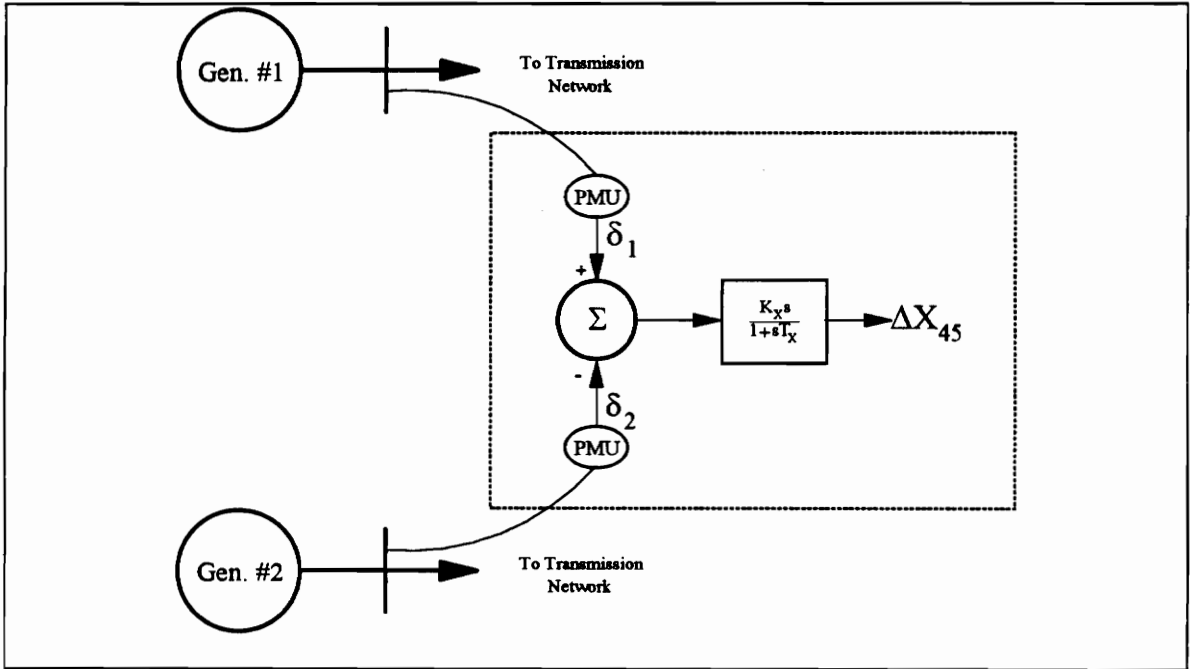 Gen. #1
To Transmission
Network
PMU
δ1
+
Σ
KXs
1+sTX
ΔX45
-
δ2
PMU
Gen. #2
To Transmission
Network